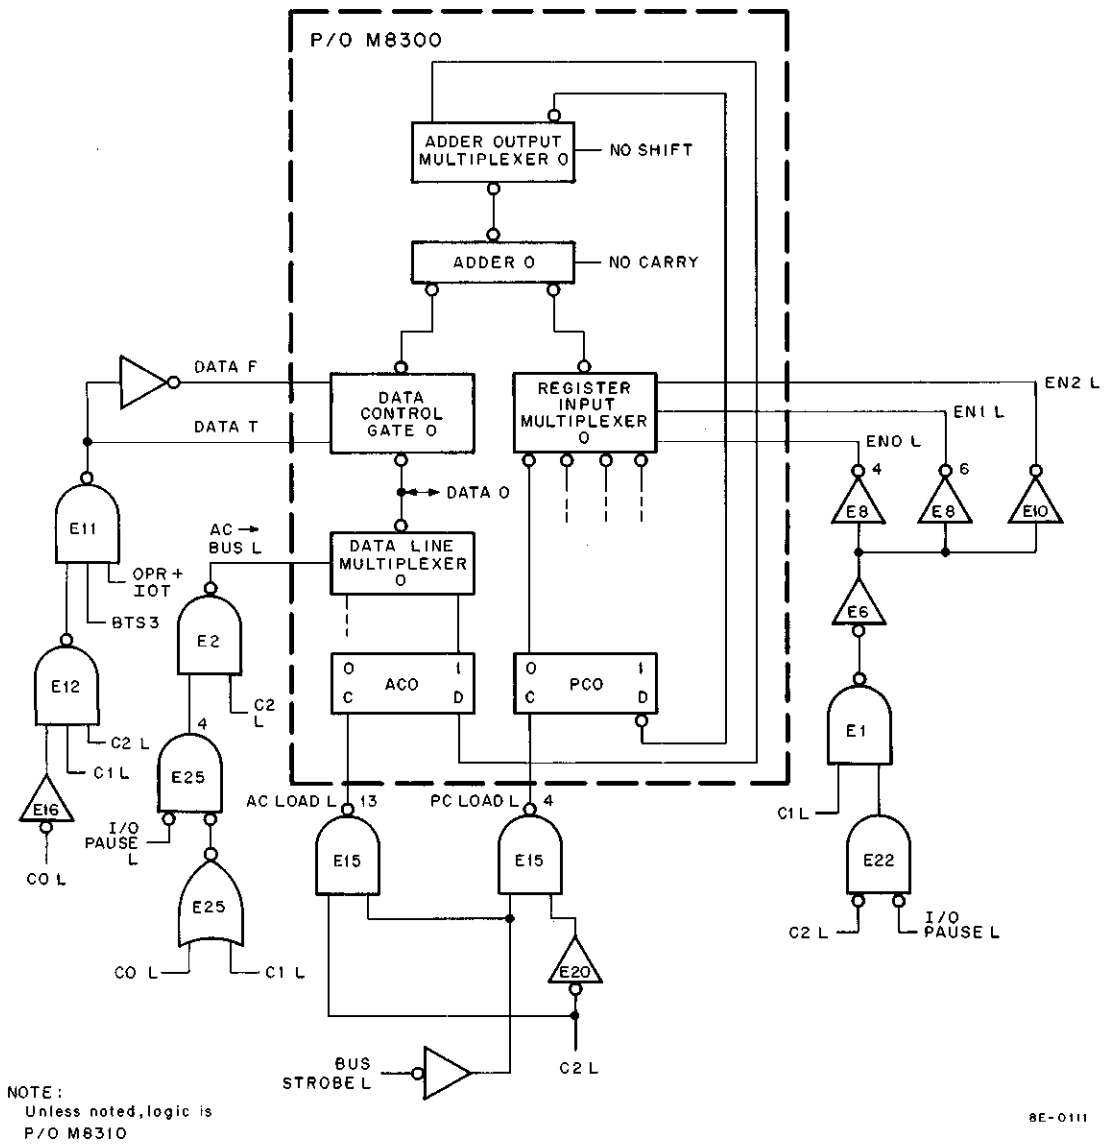 P/O M8300
ADDER OUTPUT
MULTIPLEXER 0
NO SHIFT
ADDER 0
NO CARRY
DATA F
DATA T
DATA
CONTROL
GATE 0
REGISTER
INPUT
MULTIPLEXER
0
EN2 L
EN1 L
EN0 L
4
6
E8
E8
E10
DATA 0
E11
AC →
BUS L
OPR +
IOT
BTS3
DATA LINE
MULTIPLEXER
0
E6
E2
0
1
AC0
C
D
0
1
PC0
C
D
E12
C2
L
C2 L
C1 L
4
E25
E1
E16
I/O
PAUSE
L
C0 L
AC LOAD L
13
PC LOAD L
4
C1 L
E15
E15
E22
E25
C2 L
I/O
PAUSE L
C0 L
C1 L
E20
BUS
STROBE L
C2 L
NOTE:
Unless noted, logic is
P/O M8310
8E-0111